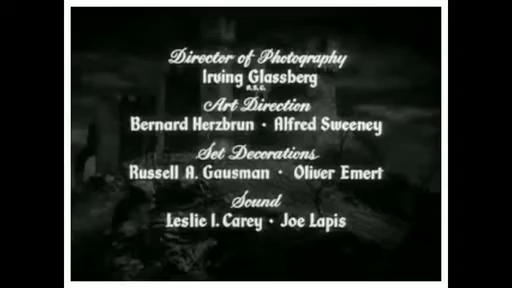 Director of Photography
Irving Glassberg
A.S.C.
Art Direction
Bernard Herzbrun • Alfred Sweeney
Set Decorations
Russell A. Gausman • Oliver Emert
Sound
Leslie I. Carey • Joe Lapis